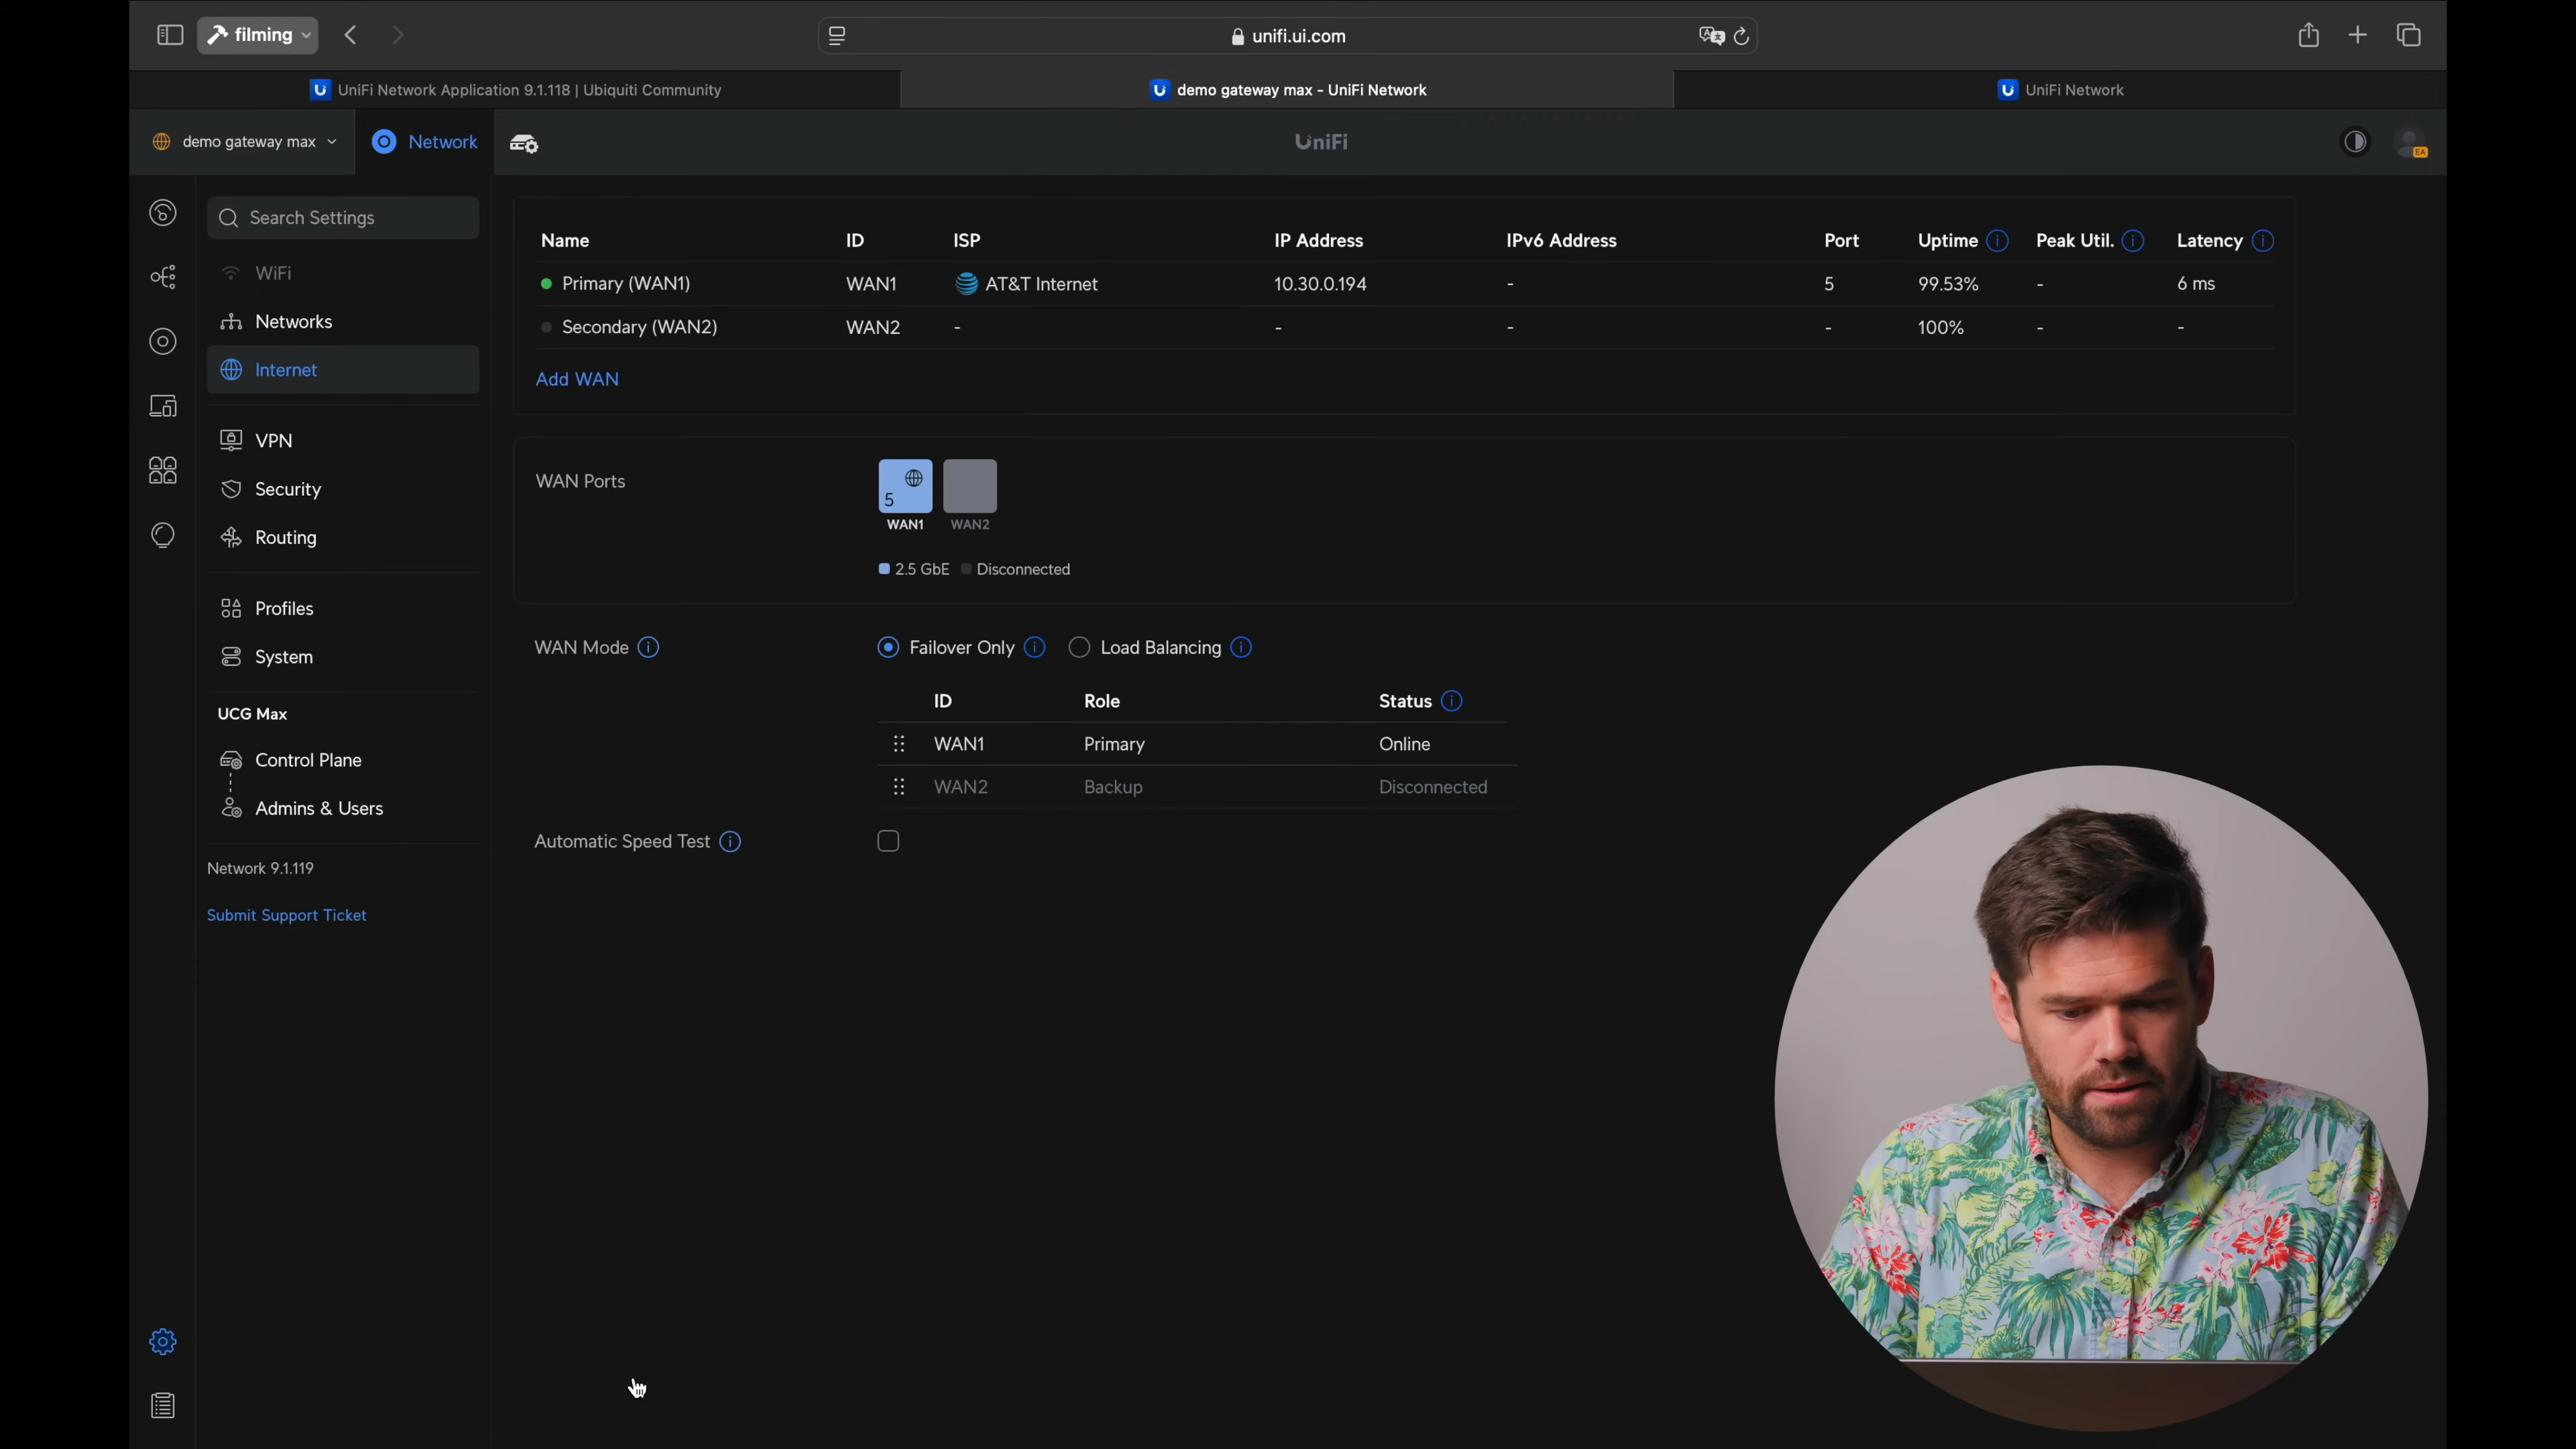 filming
unifi.ui.com
UniFi Network Application 9.1.118 | Ubiquiti Community
demo gateway max - UniFi Network
UniFi Network
demo gateway max
Network
UniFi
EA
Search Settings
WiFi
Networks
Internet
VPN
Security
Routing
Profiles
System
UCG Max
Control Plane
Admins & Users
Network 9.1.119
Submit Support Ticket
Name ID ISP IP Address IPv6 Address Port Uptime Peak Util. Latency
Primary (WAN1) WAN1 AT&T Internet 10.30.0.194 - 5 99.53% - 6 ms
Secondary (WAN2) WAN2 - - - - 100% - -
Add WAN
WAN Ports
5
WAN1 WAN2
2.5 GbE Disconnected
WAN Mode Failover Only Load Balancing
ID Role Status
WAN1 Primary Online
WAN2 Backup Disconnected
Automatic Speed Test